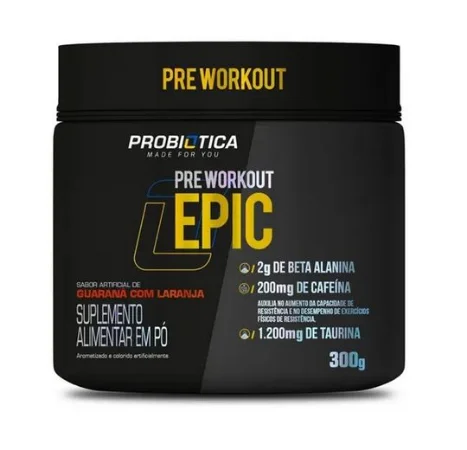 PRE WORKOUT
PROBIOTICA
MADE FOR YOU
PRE WORKOUT
EPIC
2g DE BETA ALANINA
200mg DE CAFEÍNA
AUXILIA NO AUMENTO DA CAPACIDADE DE
RESISTÊNCIA E NO DESEMPENHO DE EXERCÍCIOS
FÍSICOS DE RESISTÊNCIA.
1.200mg DE TAURINA
SABOR ARTIFICIAL DE
GUARANÁ COM LARANJA
SUPLEMENTO
ALIMENTAR EM PÓ
Aromatizado e colorido artificialmente
300g